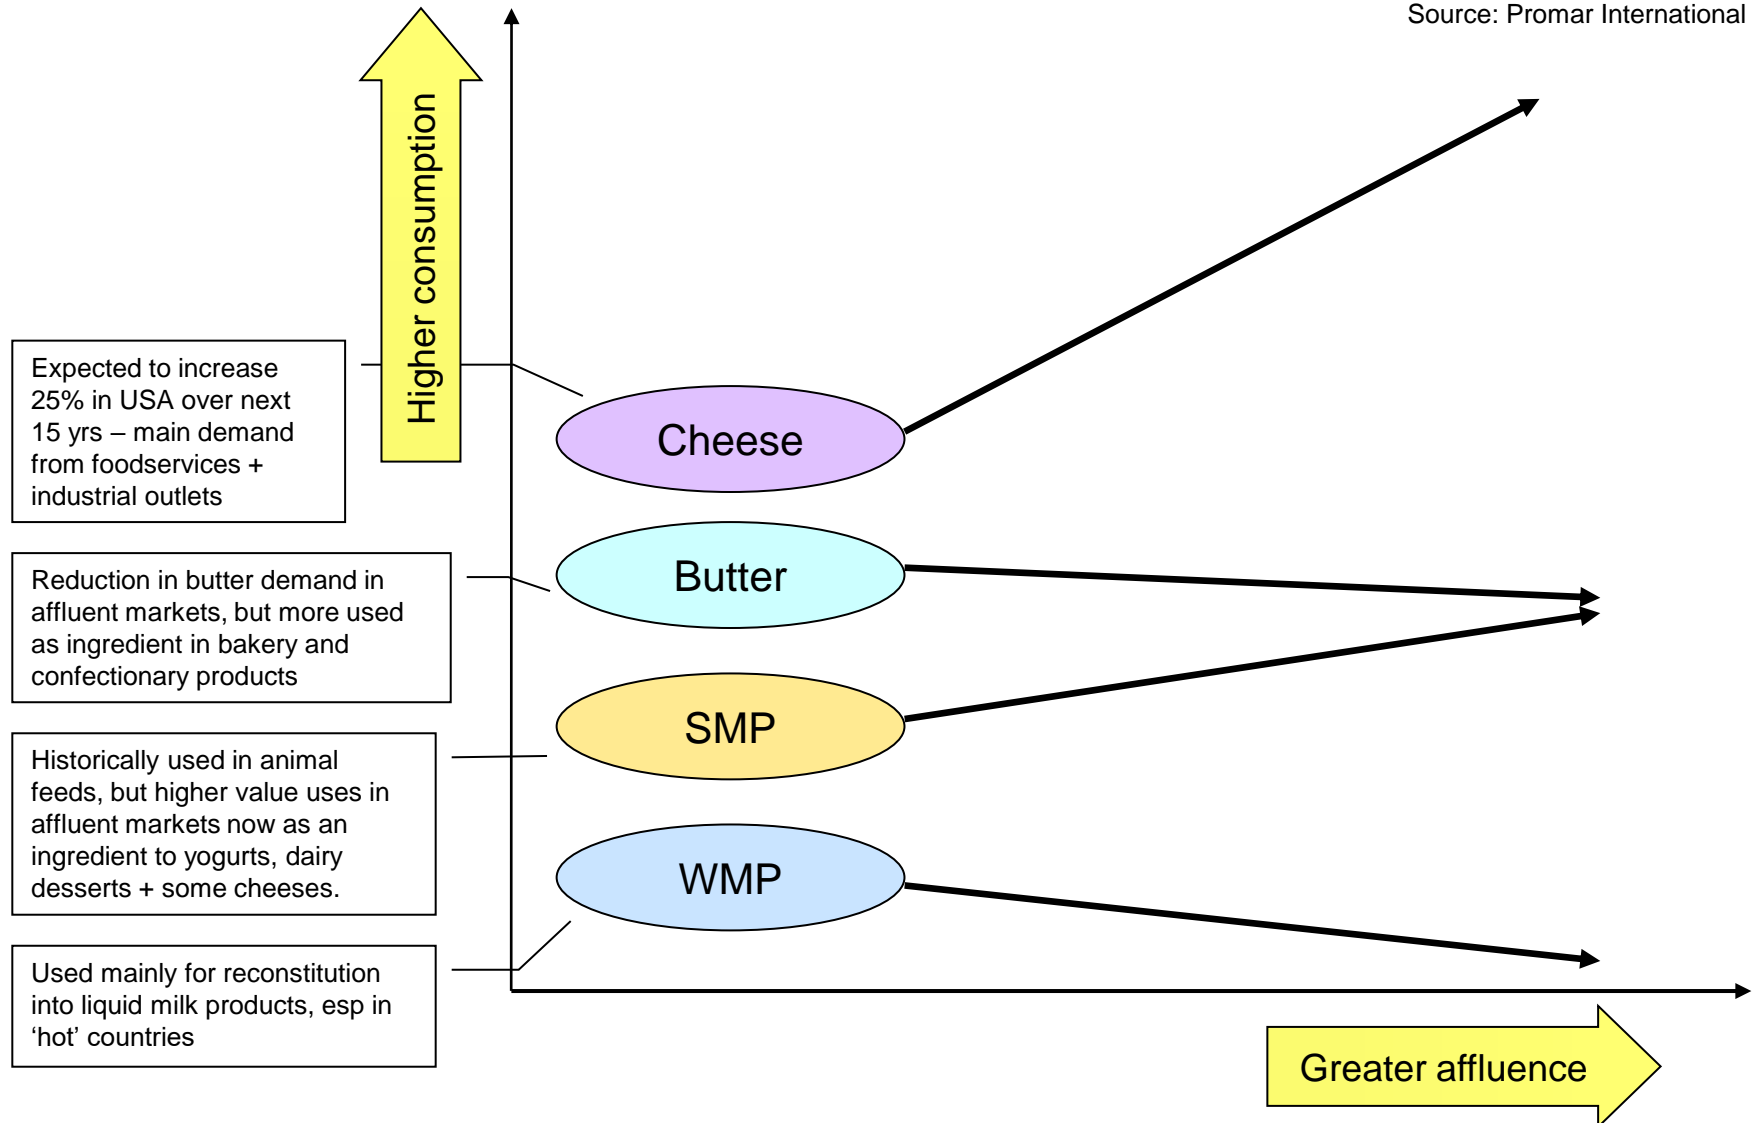 Source: Promar International
Higher consumption
Expected to increase
25% in USA over next
15 yrs – main demand
from foodservices +
industrial outlets
Cheese
Reduction in butter demand in
affluent markets, but more used
as ingredient in bakery and
confectionary products
Butter
Historically used in animal
feeds, but higher value uses in
affluent markets now as an
ingredient to yogurts, dairy
desserts + some cheeses.
SMP
Used mainly for reconstitution
into liquid milk products, esp in
‘hot’ countries
WMP
Greater affluence